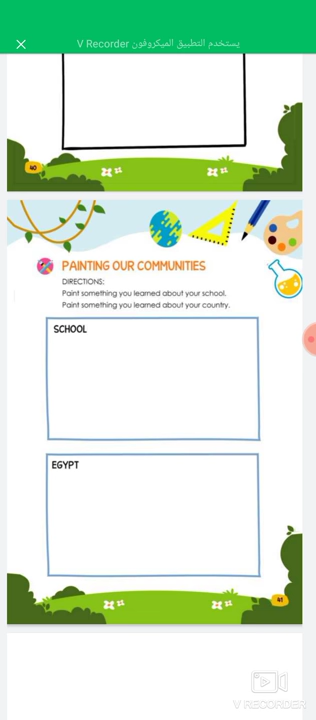 يستخدم التطبيق الميكروفون V Recorder
40
PAINTING OUR COMMUNITIES
DIRECTIONS:
Paint something you learned about your school.
Paint something you learned about your country.
SCHOOL
EGYPT
41
V RECORDER